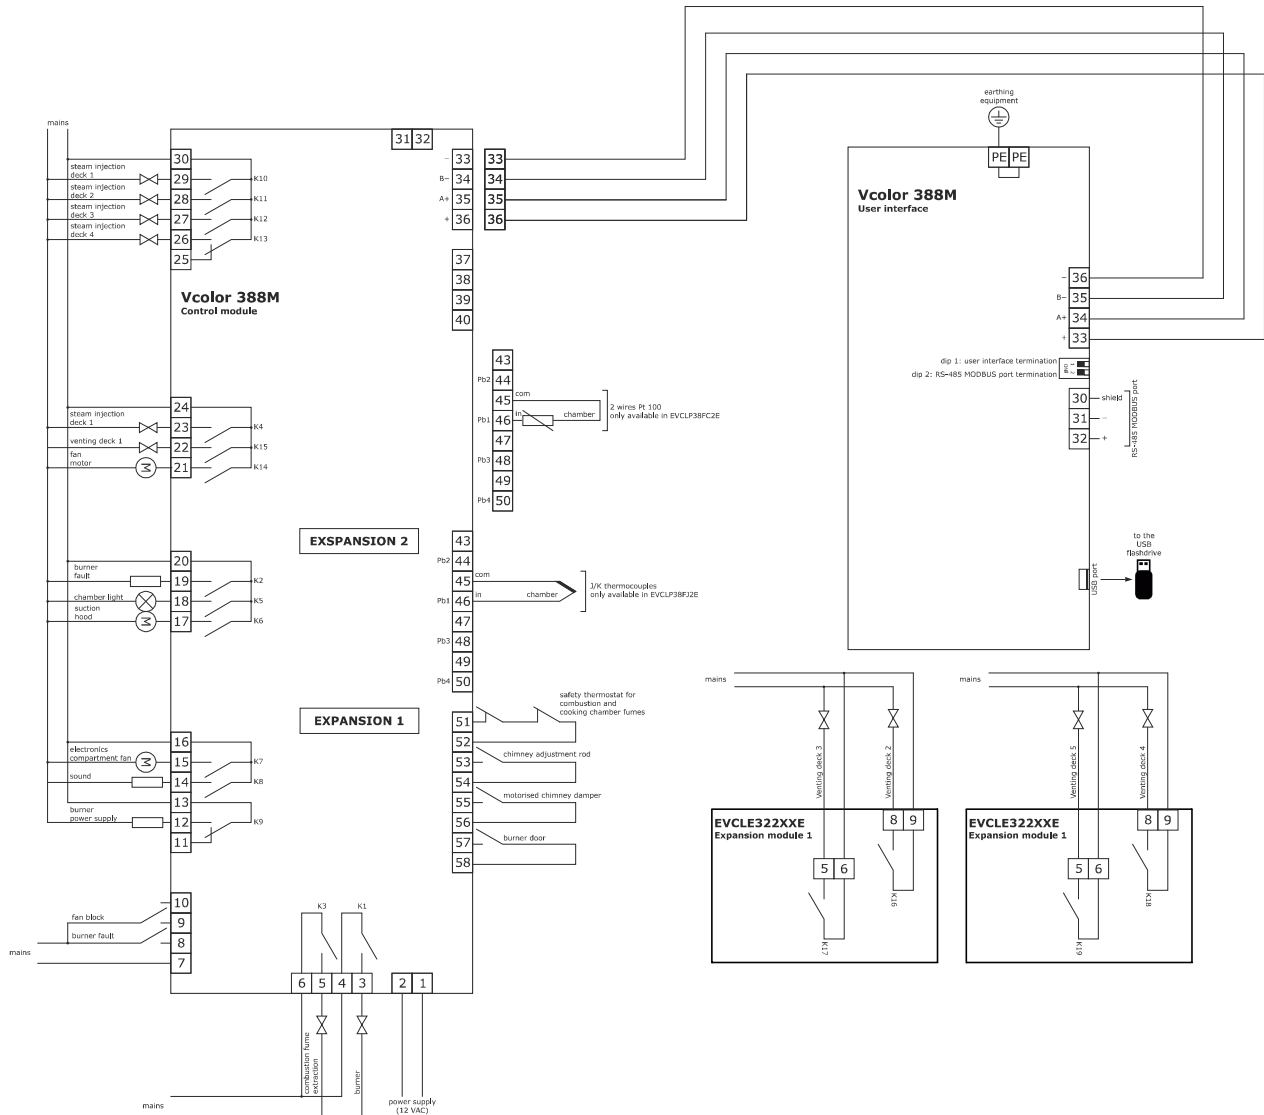 mains
31 32
30
steam injection
deck 1
29
K10
steam injection
deck 2
28
K11
steam injection
deck 3
27
K12
steam injection
deck 4
26
K13
25
Vcolor 388M
Control module
− 33 33
B− 34 34
A+ 35 35
+ 36 36
37
38
39
40
24
steam injection
deck 1
23
K4
venting deck 1
22
K15
fan
motor
M
21
K14
43
Pb2 44
45 com
Pb1 46 in chamber
47
Pb3 48
49
Pb4 50
2 wires Pt 100
only available in EVCLP38FC2E
EXSPANSION 2
20
burner
fault
19
K2
chamber light
18
K5
suction
hood
M
17
K6
43
Pb2 44
45 com
Pb1 46 in chamber
47
Pb3 48
49
Pb4 50
J/K thermocouples
only available in EVCLP38FJ2E
EXPANSION 1
16
electronics
compartment fan
M
15
K7
sound
14
K8
13
burner
power supply
12
K9
11
51
safety thermostat for
combustion and
cooking chamber fumes
52
53
chimney adjustment rod
54
55
motorised chimney damper
56
57
burner door
58
10
fan block
9
burner fault
8
mains
7
K3
K1
6 5 4 3 2 1
combustion fume
extraction
burner
mains
power supply
(12 VAC)
earthing
equipment
PE PE
Vcolor 388M
User interface
− 36
B− 35
A+ 34
+ 33
dip 1: user interface termination
dip 2: RS-485 MODBUS port termination
1 2
ON
30 shield
31 −
32 +
RS-485 MODBUS port
USB port
to the
USB
flashdrive
mains
Venting deck 3
Venting deck 2
EVCLE322XXE
Expansion module 1
8 9
5 6
K16
K17
mains
Venting deck 5
Venting deck 4
EVCLE322XXE
Expansion module 1
8 9
5 6
K18
K19